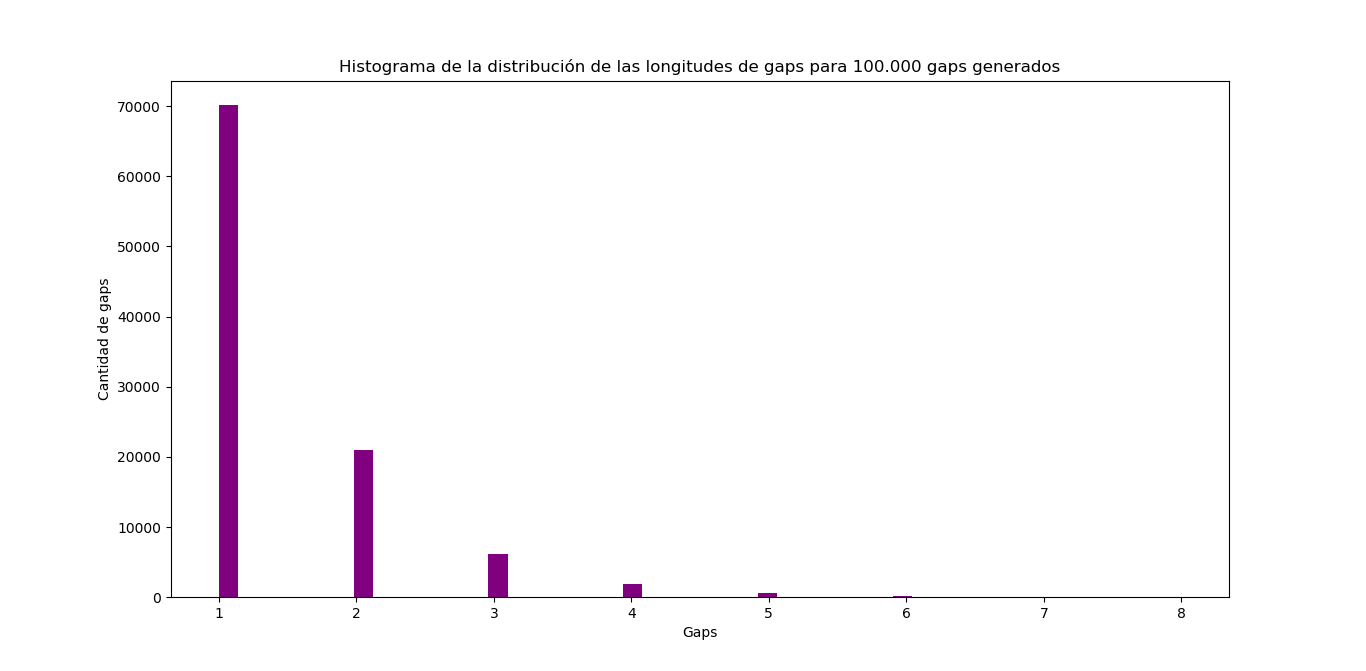 Histograma de la distribución de las longitudes de gaps para 100.000 gaps generados
Cantidad de gaps
70000
60000
50000
40000
30000
20000
10000
0
1 2 3 4 5 6 7 8
Gaps